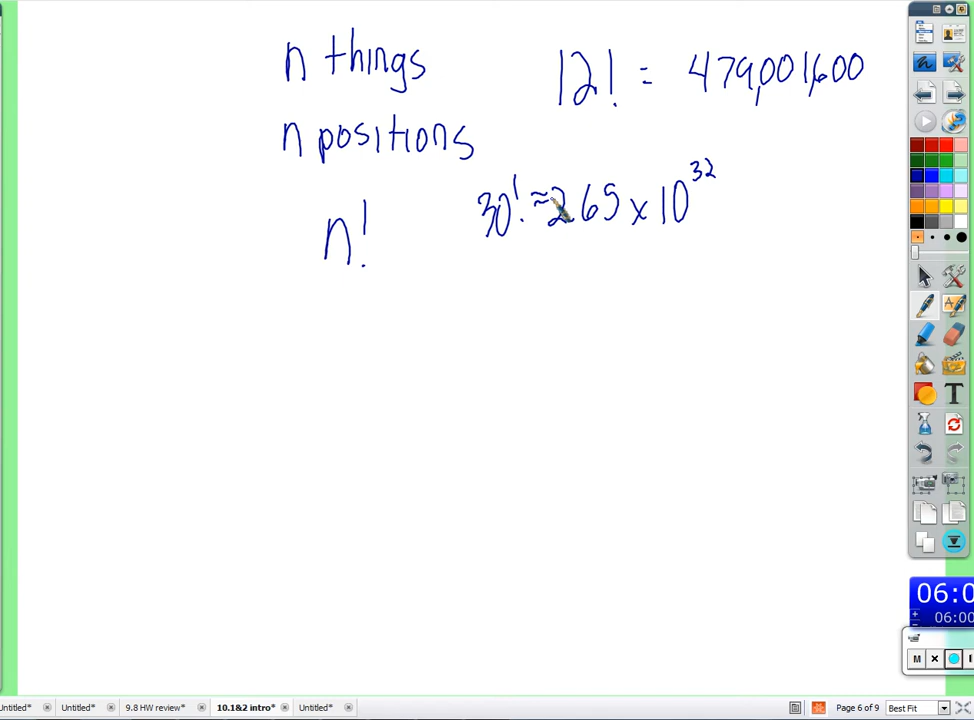 n things
12! = 479,001,600
n positions
30! ≈ 2.65 x 10^32
n!
06:0
06:00
M
Untitled*
Untitled*
9.8 HW review*
10.1&2 intro*
Untitled*
Page 6 of 9
Best Fit